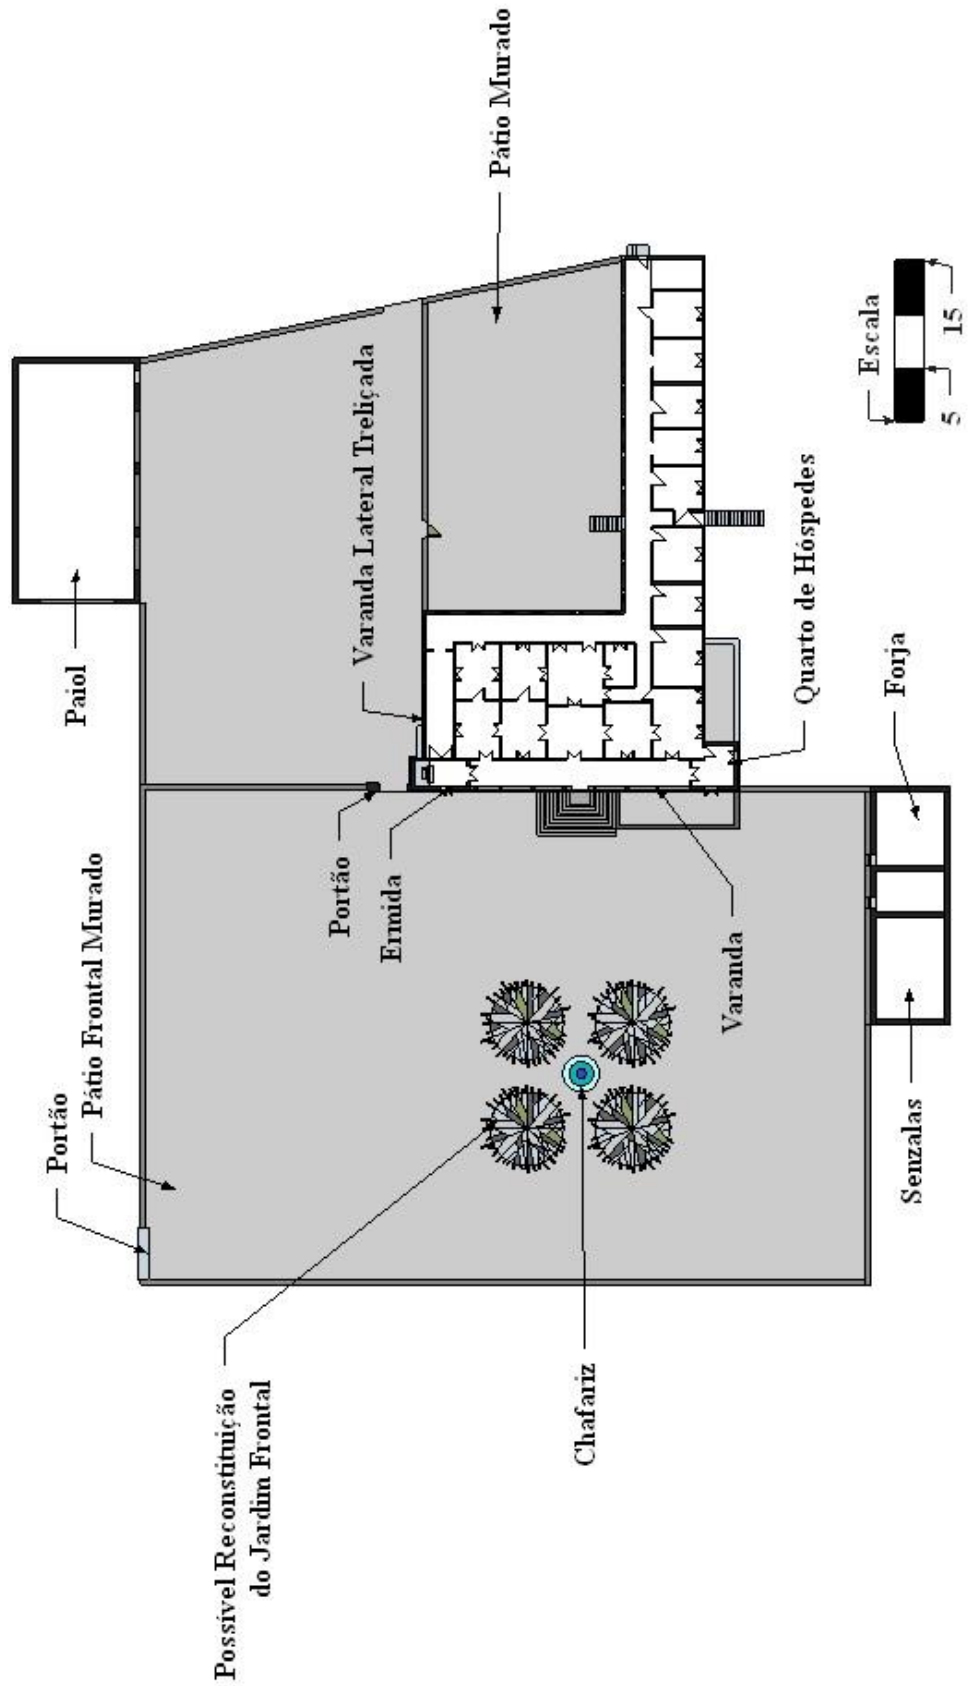 Portão
Paiol
Pátio Frontal Murado
Possível Reconstituição
do Jardim Frontal
Portão
Varanda Lateral Treliçada
Ermida
Pátio Murado
Chafariz
Varanda
Quarto de Hóspedes
Escala
Forja
Senzalas
5 15